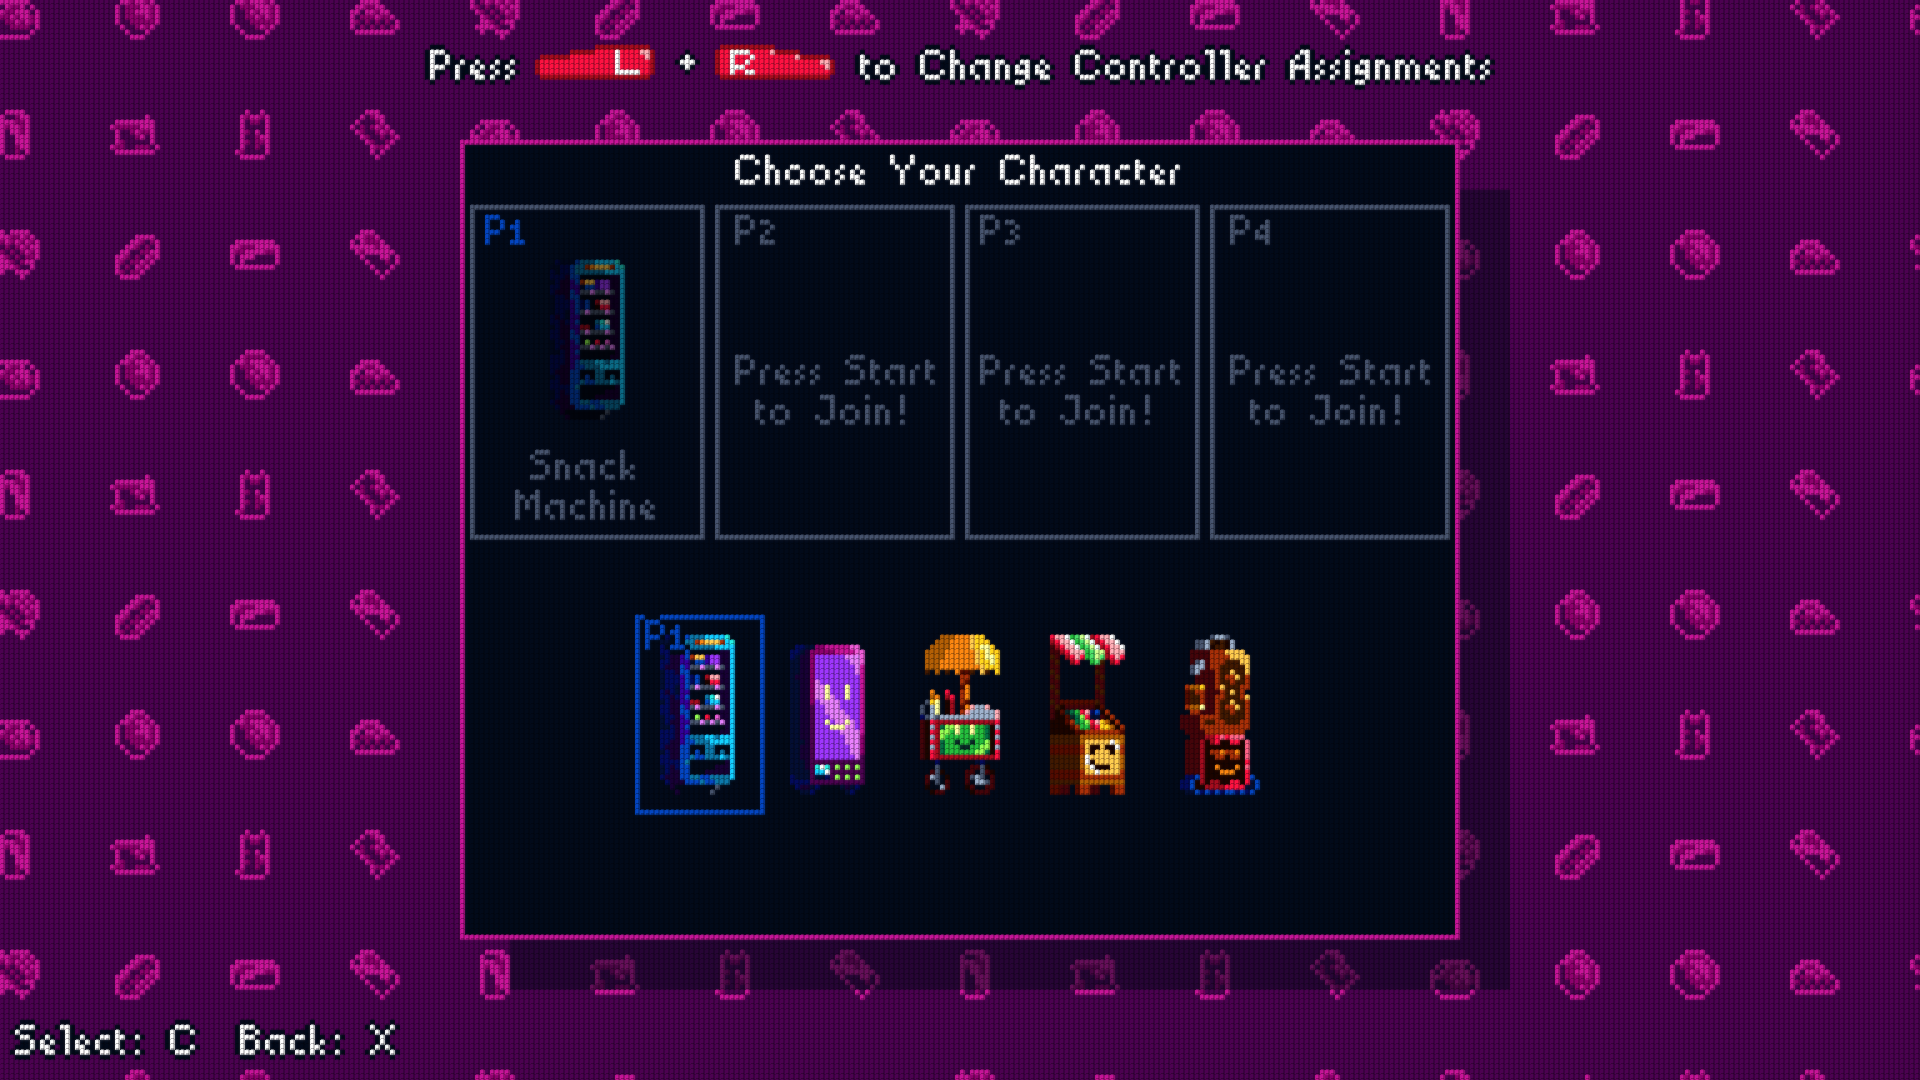 Press L + R to Change Controller Assignments
Choose Your Character
P1
P2
P3
P4
Press Start
to Join!
Press Start
to Join!
Press Start
to Join!
Snack
Machine
P1
Select: C Back: X